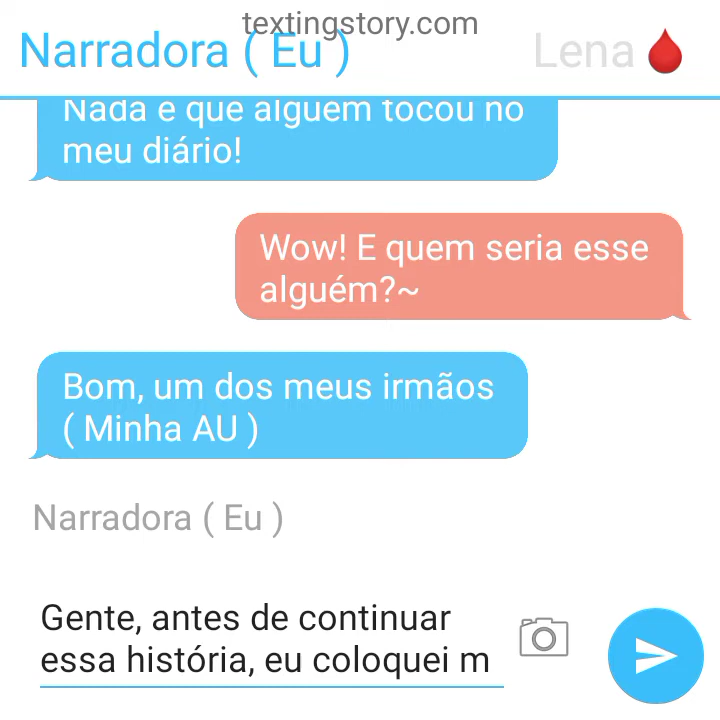 textingstory.com
Narradora ( Eu )
Lena
Nada e que alguém tocou no
meu diário!
Wow! E quem seria esse
alguém?~
Bom, um dos meus irmãos
( Minha AU )
Narradora ( Eu )
Gente, antes de continuar
essa história, eu coloquei m